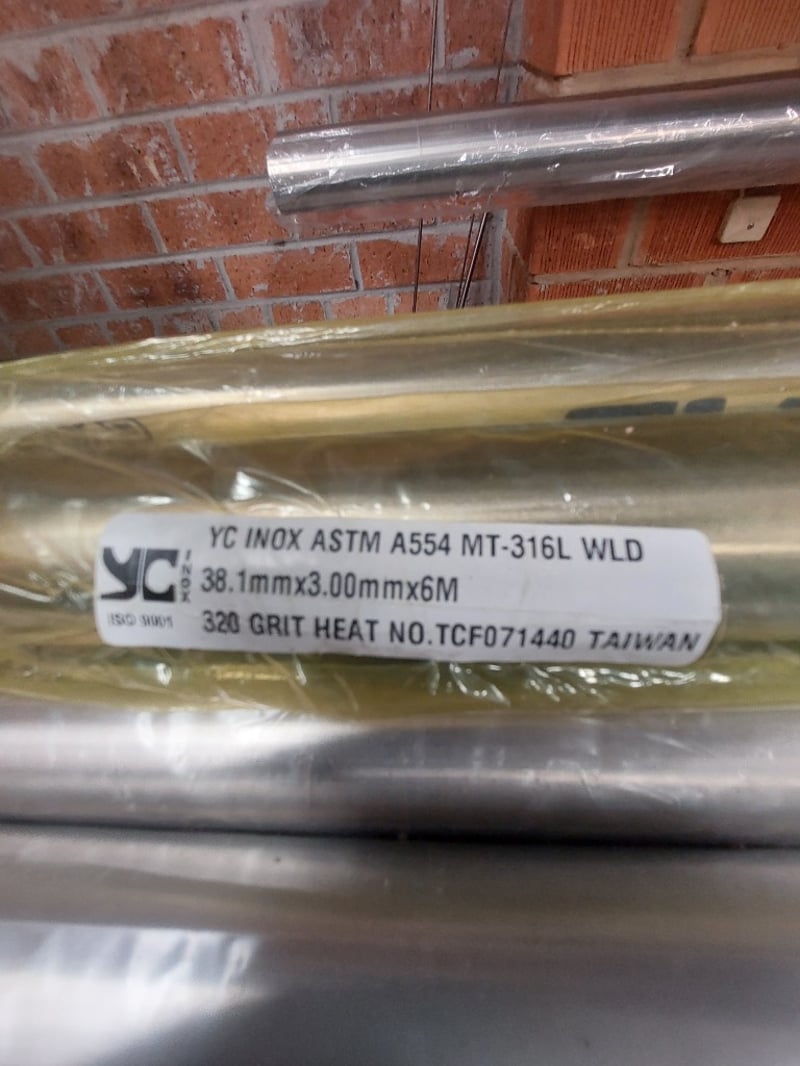 YC INOX
ISO 9001
YC INOX ASTM A554 MT-316L WLD
38.1mmx3.00mmx6M
320 GRIT HEAT NO.TCF071440 TAIWAN